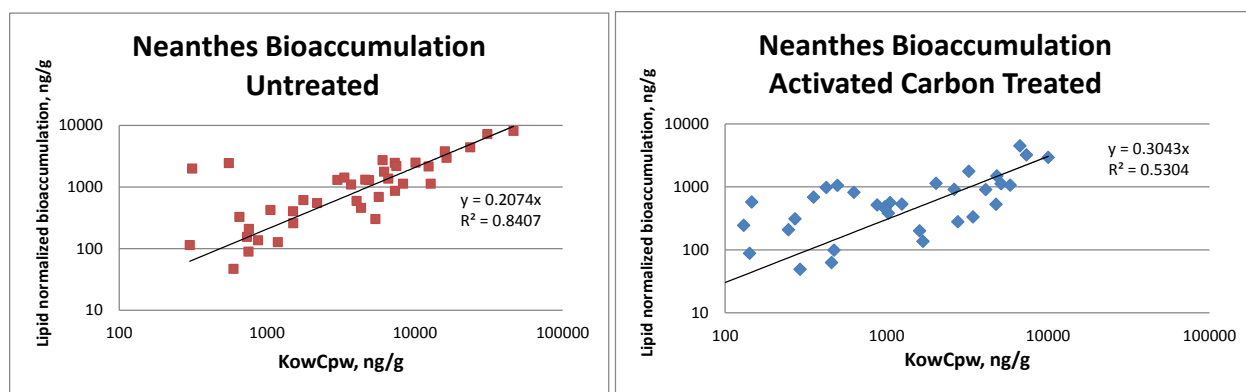 Neanthes Bioaccumulation
Untreated
Lipid normalized bioaccumulation, ng/g
10000
1000
100
10
y = 0.2074x
R² = 0.8407
100
1000
10000
100000
KowCpw, ng/g
Neanthes Bioaccumulation
Activated Carbon Treated
Lipid normalized bioaccumulation, ng/g
10000
1000
100
10
y = 0.3043x
R² = 0.5304
100
1000
10000
100000
KowCpw, ng/g